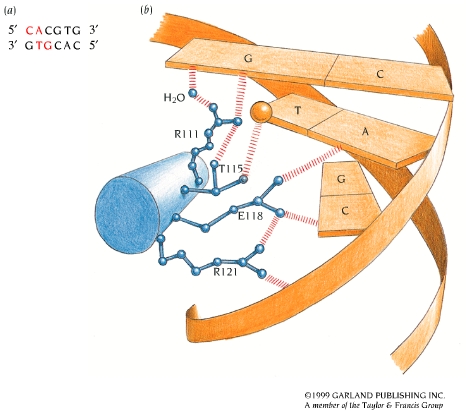 (a)
5' CACGTG 3'
3' GTGCAC 5'
(b)
G C
H2O
T
R111
A
T115
G
C
E118
R121
©1999 GARLAND PUBLISHING INC.
A member of the Taylor & Francis Group